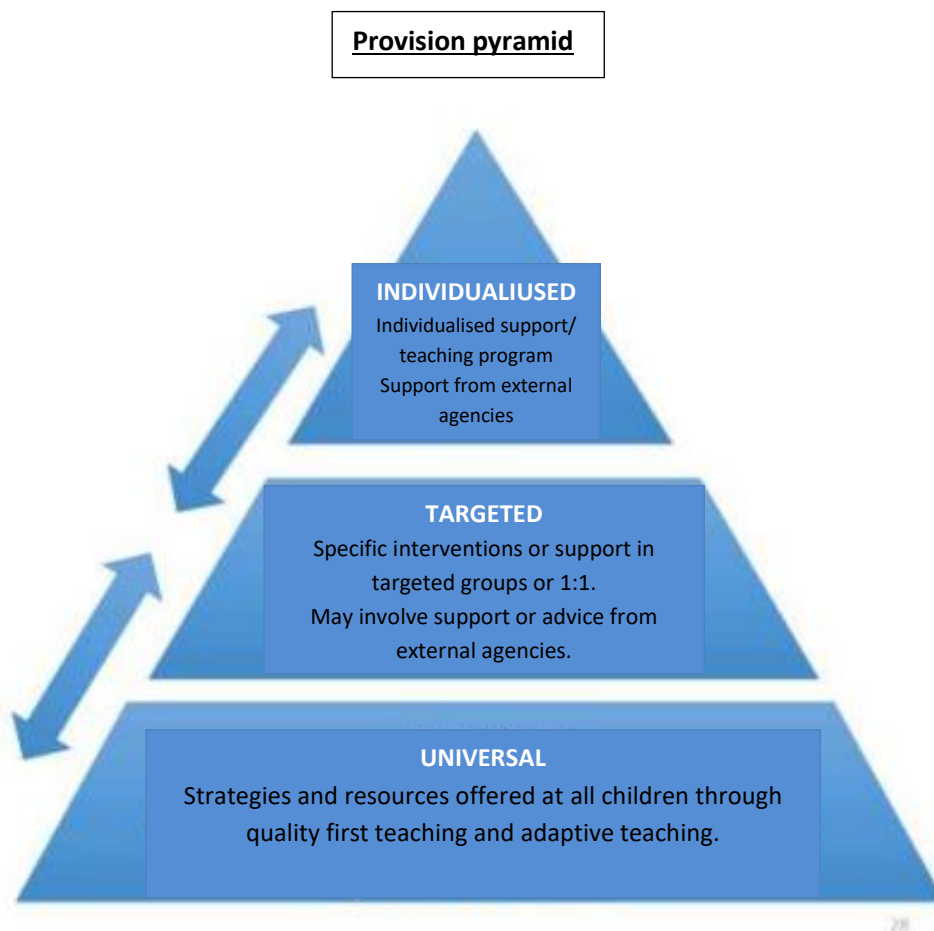 Provision pyramid
INDIVIDUALIUSED
Individualised support/
teaching program
Support from external
agencies
TARGETED
Specific interventions or support in
targeted groups or 1:1.
May involve support or advice from
external agencies.
UNIVERSAL
Strategies and resources offered at all children through
quality first teaching and adaptive teaching.